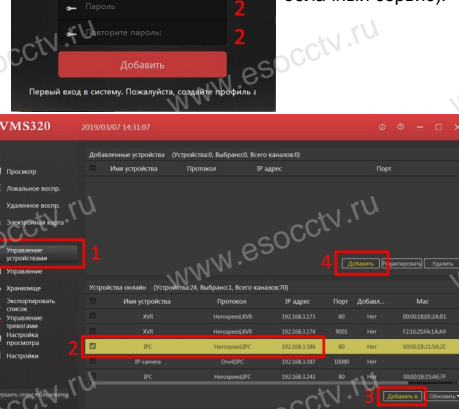 облачный сервис).
Пароль
2
Повторите пароль:
2
Добавить
Первый вход в систему. Пожалуйста, создайте профиль
www.esocctv.ru
VMS320 2019/03/07 14:31:07
Добавленные устройства (Устройства:0, Выбрано:0, Всего каналов:0)
Имя устройства Протокол IP адрес Порт
Просмотр
Локальное воспр.
Удаленное воспр.
Электронная карта
Управление устройствами
1
Управление
4
Добавить Редактировать Удалить
www.esocctv.ru
Хранилище
Экспортировать список
Управление тревогами
Настройка просмотра
Настройки
Устройства онлайн (Устройства:24, Выбрано:1, Всего каналов:70)
Имя устройства Протокол IP адрес Порт Добавл... Mac
XVR Herospeed,XVR 192.168.3.173 80 Нет 00:00:1B:0E:2A:B1
XVR Herospeed,XVR 192.168.3.174 9001 Нет F2:16:25:FA:1A:A9
2
IPC Herospeed,IPC 192.168.3.186 80 Нет 00:00:1B:21:5A:2E
IP-camera Onvif,IPC 192.168.3.187 10080 Нет
IPC Herospeed,IPC 192.168.3.241 80 Нет 00:00:1B:15:AE:7F
3
Добавить в Обновить